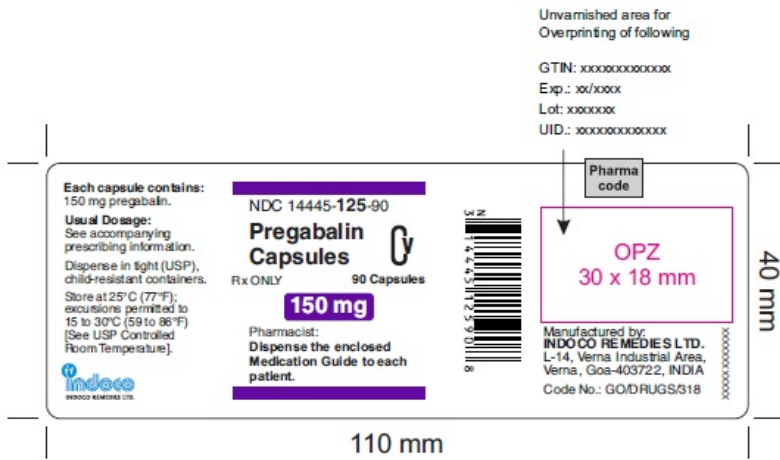 Unvarnished area for
Overprinting of following
GTIN: xxxxxxxxxxxxx
Exp.: xx/xxxx
Lot: xxxxxxx
UID.: xxxxxxxxxxxxx
Pharma
code
Each capsule contains:
150 mg pregabalin.
Usual Dosage:
See accompanying
prescribing information.
Dispense in tight (USP),
child-resistant containers.
Store at 25°C (77°F);
excursions permitted to
15 to 30°C (59 to 86°F)
[See USP Controlled
Room Temperature].
indoco
INDOCO REMEDIES LTD.
NDC 14445-125-90
Pregabalin
Capsules
CV
Rx ONLY 90 Capsules
150 mg
Pharmacist:
Dispense the enclosed
Medication Guide to each
patient.
N
3 14445 12590 8
OPZ
30 x 18 mm
Manufactured by:
INDOCO REMEDIES LTD.
L-14, Verna Industrial Area,
Verna, Goa-403722, INDIA
Code No.: GO/DRUGS/318
40 mm
110 mm